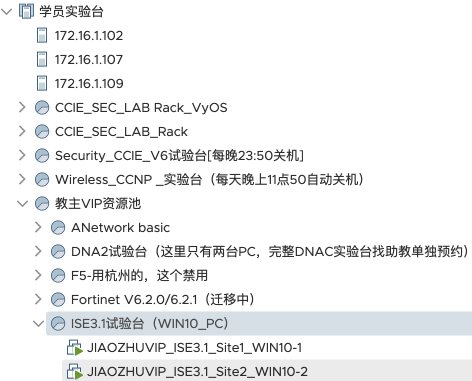 学员实验台
172.16.1.102
172.16.1.107
172.16.1.109
CCIE_SEC_LAB Rack_VyOS
CCIE_SEC_LAB_Rack
Security_CCIE_V6试验台[每晚23:50关机]
Wireless_CCNP _实验台（每天晚上11点50自动关机）
教主VIP资源池
ANetwork basic
DNA2试验台（这里只有两台PC，完整DNAC实验台找助教单独预约）
F5-用杭州的，这个禁用
Fortinet V6.2.0/6.2.1（迁移中）
ISE3.1试验台（WIN10_PC）
JIAOZHUVIP_ISE3.1_Site1_WIN10-1
JIAOZHUVIP_ISE3.1_Site2_WIN10-2